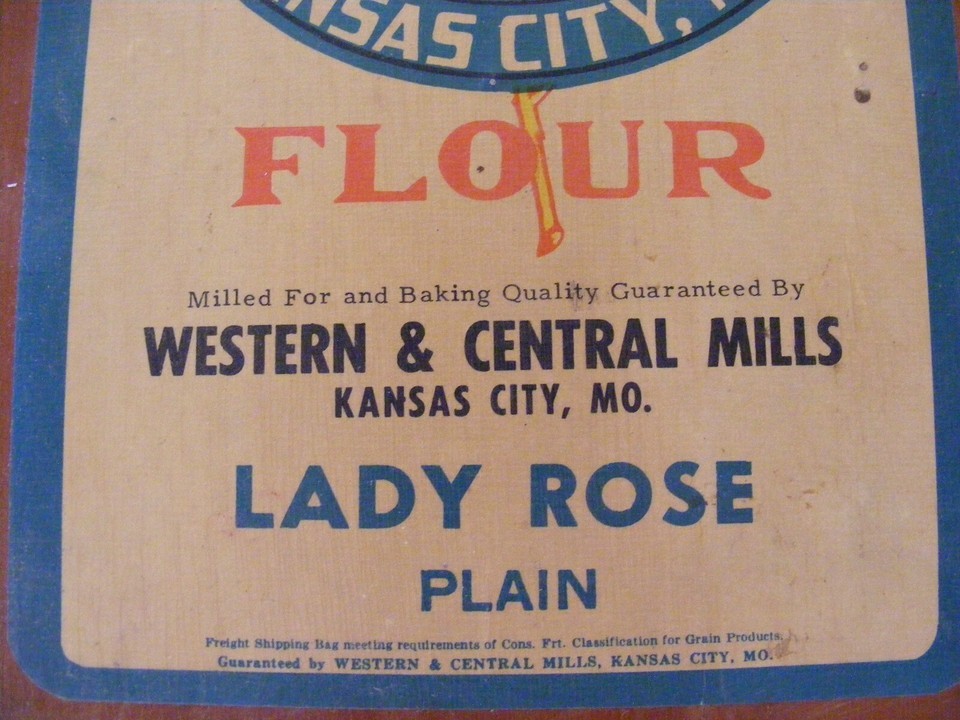 NSAS CITY,
FLOUR
Milled For and Baking Quality Guaranteed By
WESTERN & CENTRAL MILLS
KANSAS CITY, MO.
LADY ROSE
PLAIN
Freight Shipping Bag meeting requirements of Cons. Frt. Classification for Grain Products.
Guaranteed by WESTERN & CENTRAL MILLS, KANSAS CITY, MO.